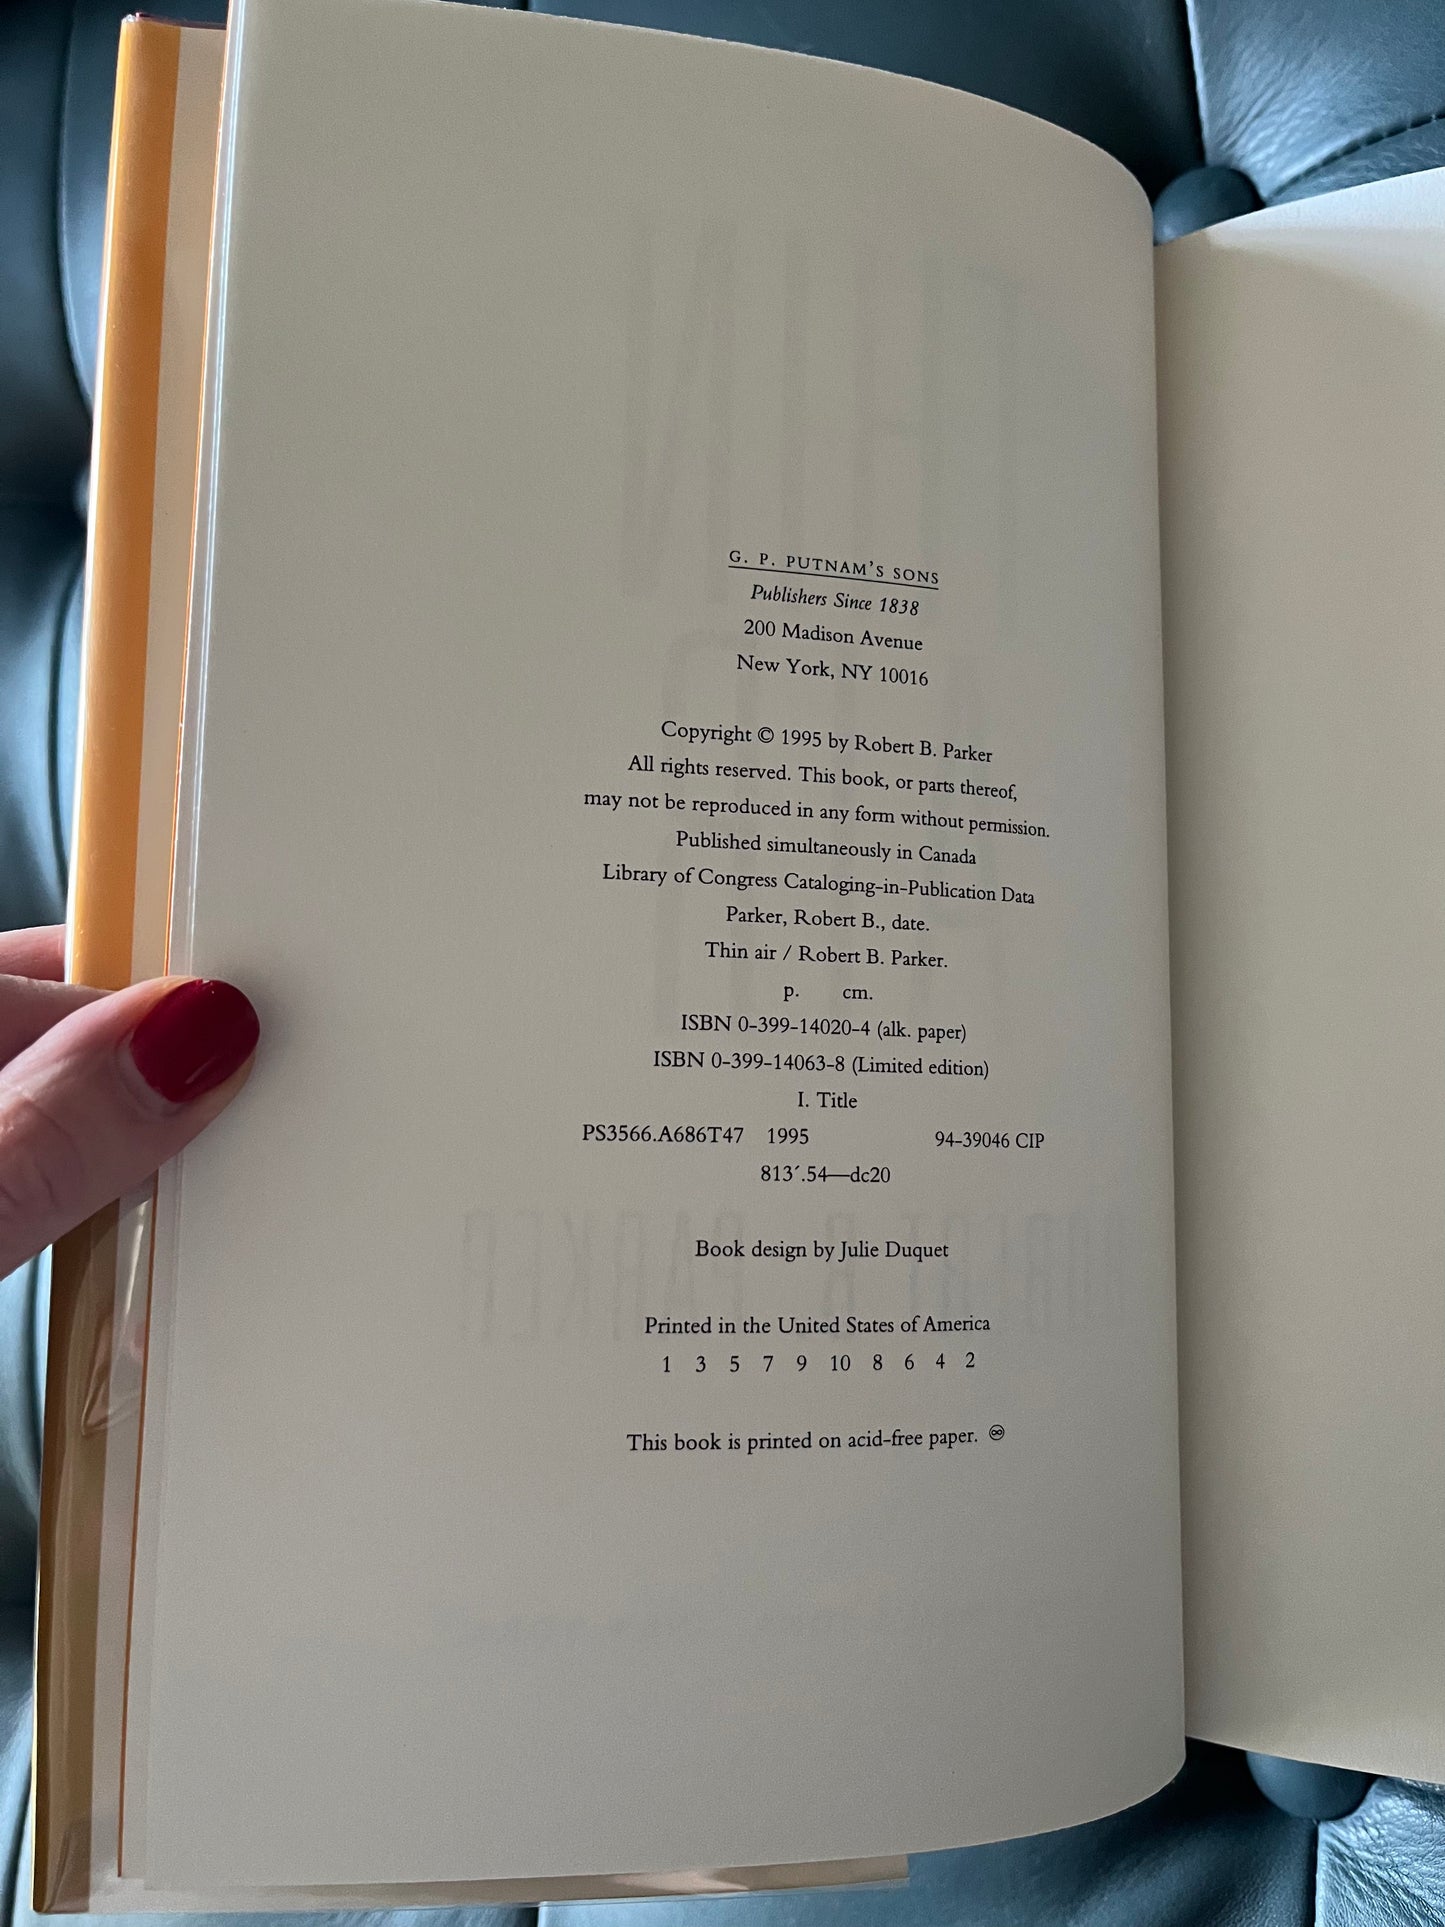 G. P. PUTNAM'S SONS
Publishers Since 1838
200 Madison Avenue
New York, NY 10016
Copyright © 1995 by Robert B. Parker
All rights reserved. This book, or parts thereof,
may not be reproduced in any form without permission.
Published simultaneously in Canada
Library of Congress Cataloging-in-Publication Data
Parker, Robert B., date.
Thin air / Robert B. Parker.
p. cm.
ISBN 0-399-14020-4 (alk. paper)
ISBN 0-399-14063-8 (Limited edition)
I. Title
PS3566.A686T47 1995 94-39046 CIP
813´.54—dc20
Book design by Julie Duquet
Printed in the United States of America
1 3 5 7 9 10 8 6 4 2
This book is printed on acid-free paper. ♾